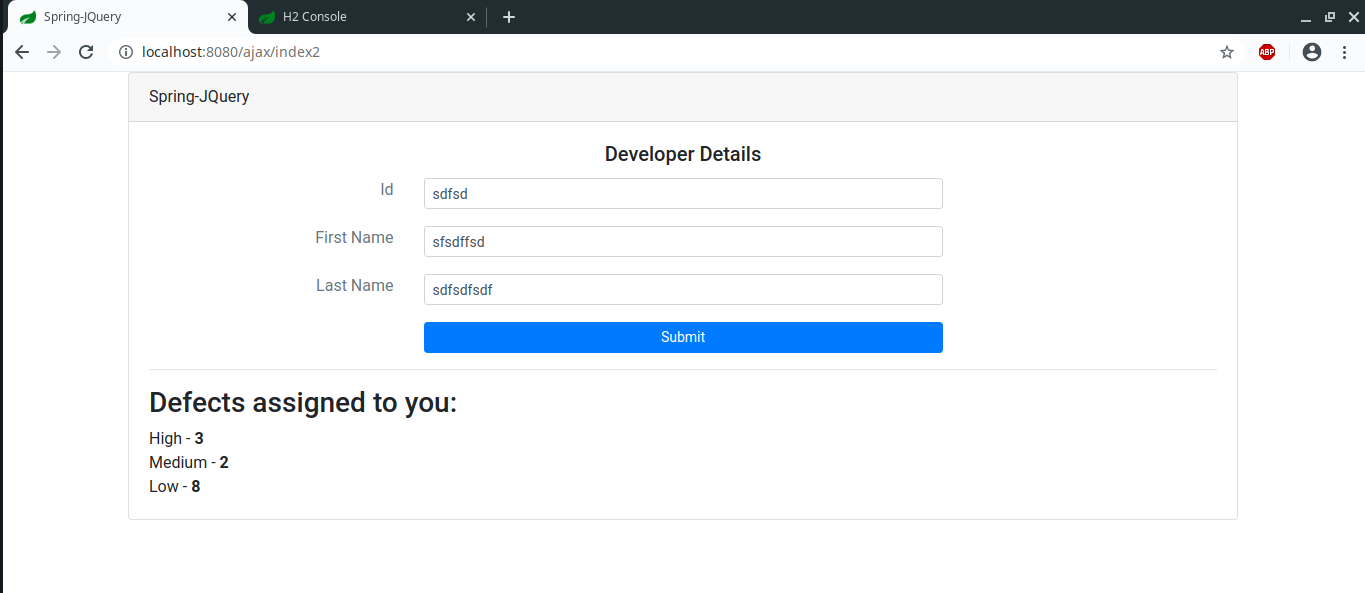 Spring-JQuery
H2 Console
localhost:8080/ajax/index2
ABP
Spring-JQuery
Developer Details
Id
sdfsd
First Name
sfsdffsd
Last Name
sdfsdfsdf
Submit
Defects assigned to you:
High - 3
Medium - 2
Low - 8